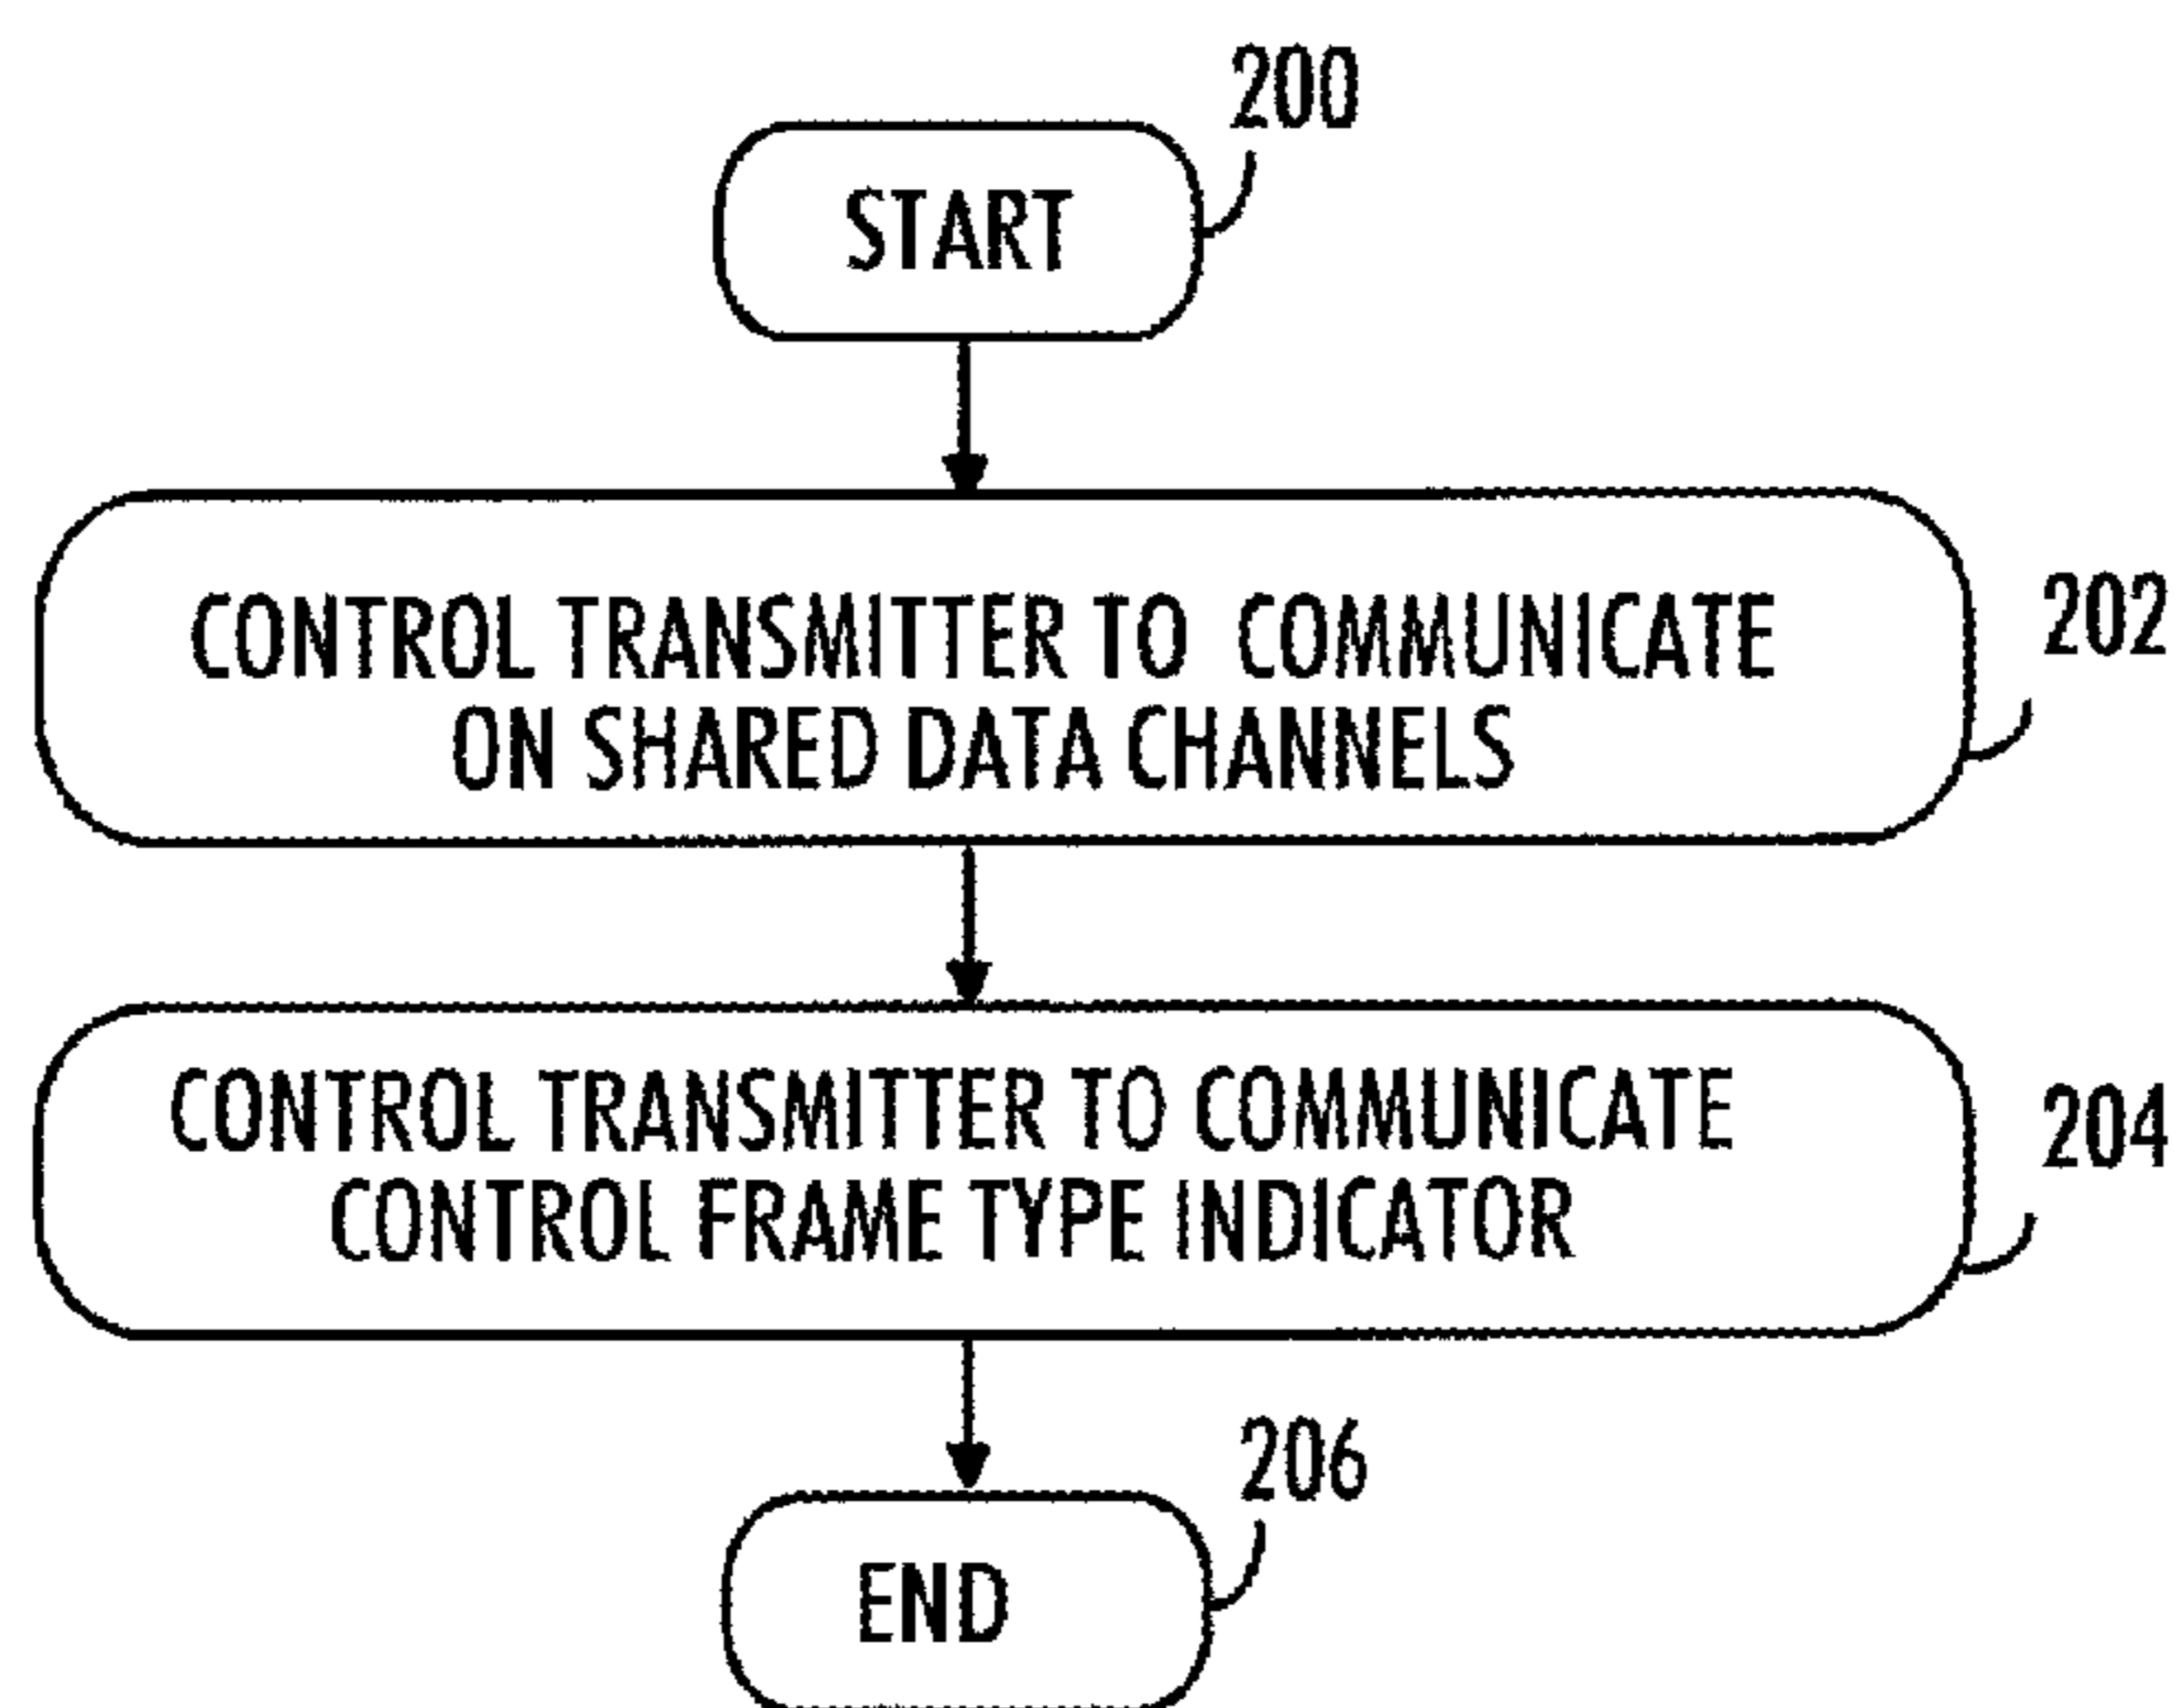 200
START
CONTROL TRANSMITTER TO COMMUNICATE
ON SHARED DATA CHANNELS
202
CONTROL TRANSMITTER TO COMMUNICATE
CONTROL FRAME TYPE INDICATOR
204
206
END